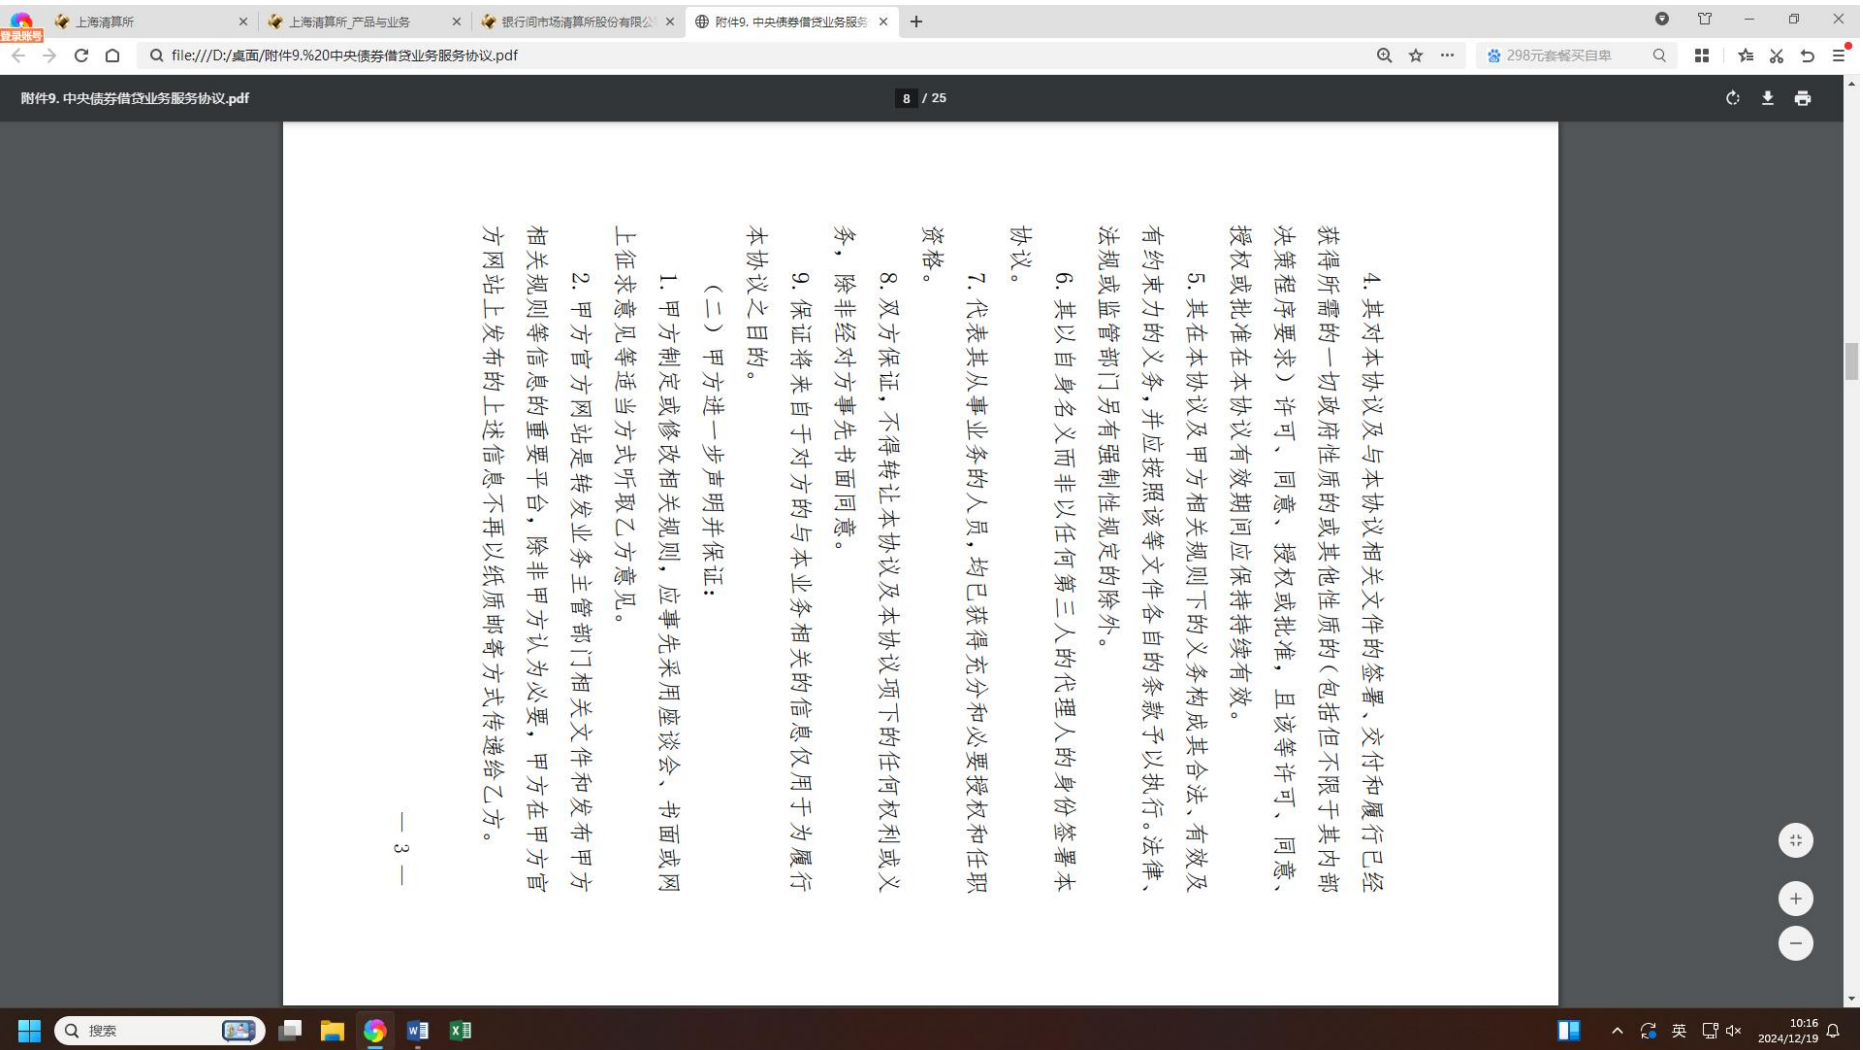 登录账号
上海清算所
上海清算所_产品与业务
银行间市场清算所股份有限公
附件9. 中央债券借贷业务服务
file:///D:/桌面/附件9.%20中央债券借贷业务服务协议.pdf
298元套餐买自卑
附件9. 中央债券借贷业务服务协议.pdf
8 / 25
4. 其对本协议及与本协议相关文件的签署、交付和履行已经
获得所需的一切政府性质的或其他性质的（包括但不限于其内部
决策程序要求）许可、同意、授权或批准，且该等许可、同意、
授权或批准在本协议有效期间应保持持续有效。
5. 其在本协议及甲方相关规则下的义务构成其合法、有效及
有约束力的义务，并应按照该等文件各自的条款予以执行。法律、
法规或监管部门另有强制性规定的除外。
6. 其以自身名义而非以任何第三人的代理人的身份签署本
协议。
7. 代表其从事业务的人员，均已获得充分和必要授权和任职
资格。
8. 双方保证，不得转让本协议及本协议项下的任何权利或义
务，除非经对方事先书面同意。
9. 保证将来自于对方的与本业务相关的信息仅用于为履行
本协议之目的。
（二）甲方进一步声明并保证：
1. 甲方制定或修改相关规则，应事先采用座谈会、书面或网
上征求意见等适当方式听取乙方意见。
2. 甲方官方网站是转发业务主管部门相关文件和发布甲方
相关规则等信息的重要平台，除非甲方认为必要，甲方在甲方官
方网站上发布的上述信息不再以纸质邮寄方式传递给乙方。
— 3 —
搜索
英
10:16
2024/12/19